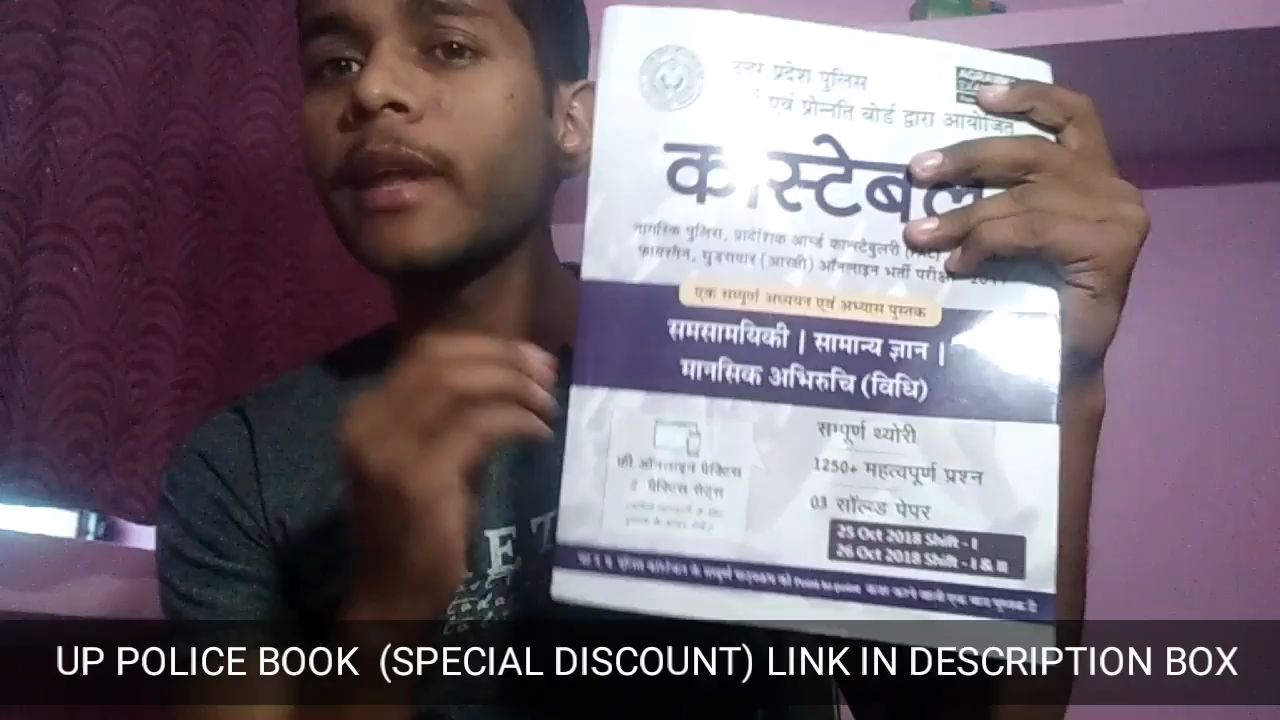 प्रदेश पुलिस
एवं प्रोन्नति बोर्ड द्वारा आयोजित
कांस्टेबल
नागरिक पुलिस, प्रादेशिक आर्म्ड कान्स्टेबुलरी
फायरमैन, घुड़सवार (आरक्षी) ऑनलाइन भर्ती परीक्षा
एक सम्पूर्ण अध्ययन एवं अभ्यास पुस्तक
समसामयिकी | सामान्य ज्ञान |
मानसिक अभिरुचि (विधि)
सम्पूर्ण थ्योरी
1250+ महत्वपूर्ण प्रश्न
03 सॉल्व्ड पेपर
25 Oct 2018 Shift - I
26 Oct 2018 Shift - I & II
फ्री ऑनलाइन प्रैक्टिस
2 प्रैक्टिस सेट्स
UP POLICE BOOK (SPECIAL DISCOUNT) LINK IN DESCRIPTION BOX